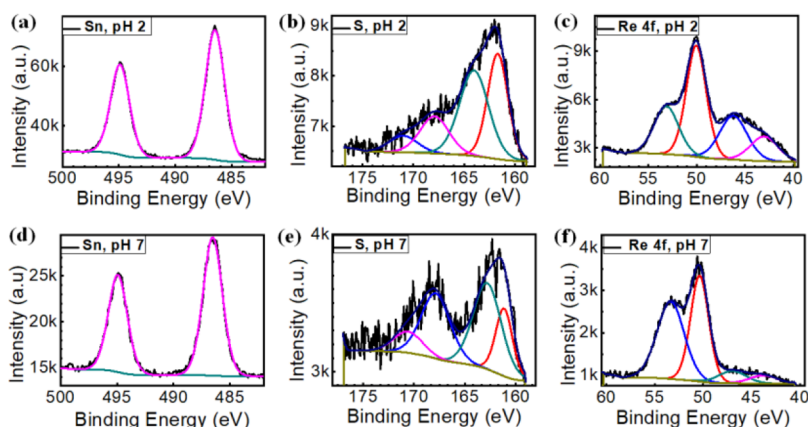 (a)
Sn, pH 2
60k
40k
Intensity (a.u.)
500 495 490 485
Binding Energy (eV)
(b)
S, pH 2
9k
8k
7k
Intensity (a.u.)
175 170 165 160
Binding Energy (eV)
(c)
Re 4f, pH 2
9k
6k
3k
Intensity (a.u.)
60 55 50 45 40
Binding Energy (eV)
(d)
Sn, pH 7
25k
20k
15k
Intensity (a.u)
500 495 490 485
Binding Energy (eV)
(e)
S, pH 7
4k
3k
Intensity (a.u.)
175 170 165 160
Binding Energy (eV)
(f)
Re 4f, pH 7
4k
3k
2k
1k
Intensity (a.u.)
60 55 50 45 40
Binding Energy (eV)